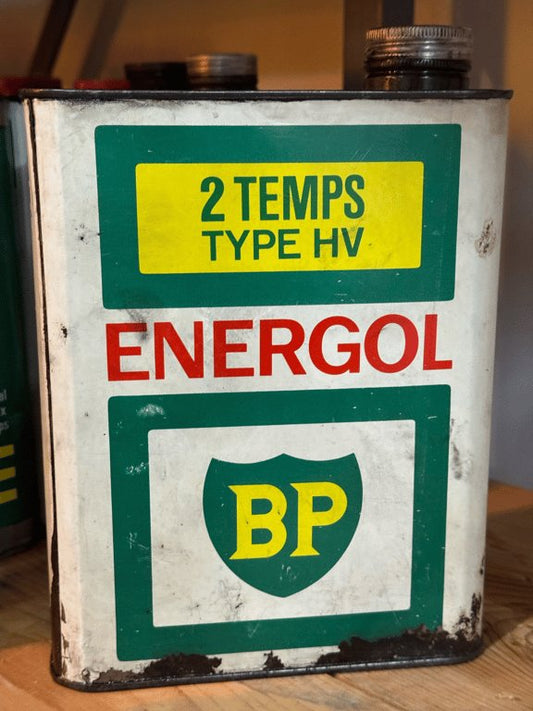 2 TEMPS
TYPE HV
ENERGOL
BP